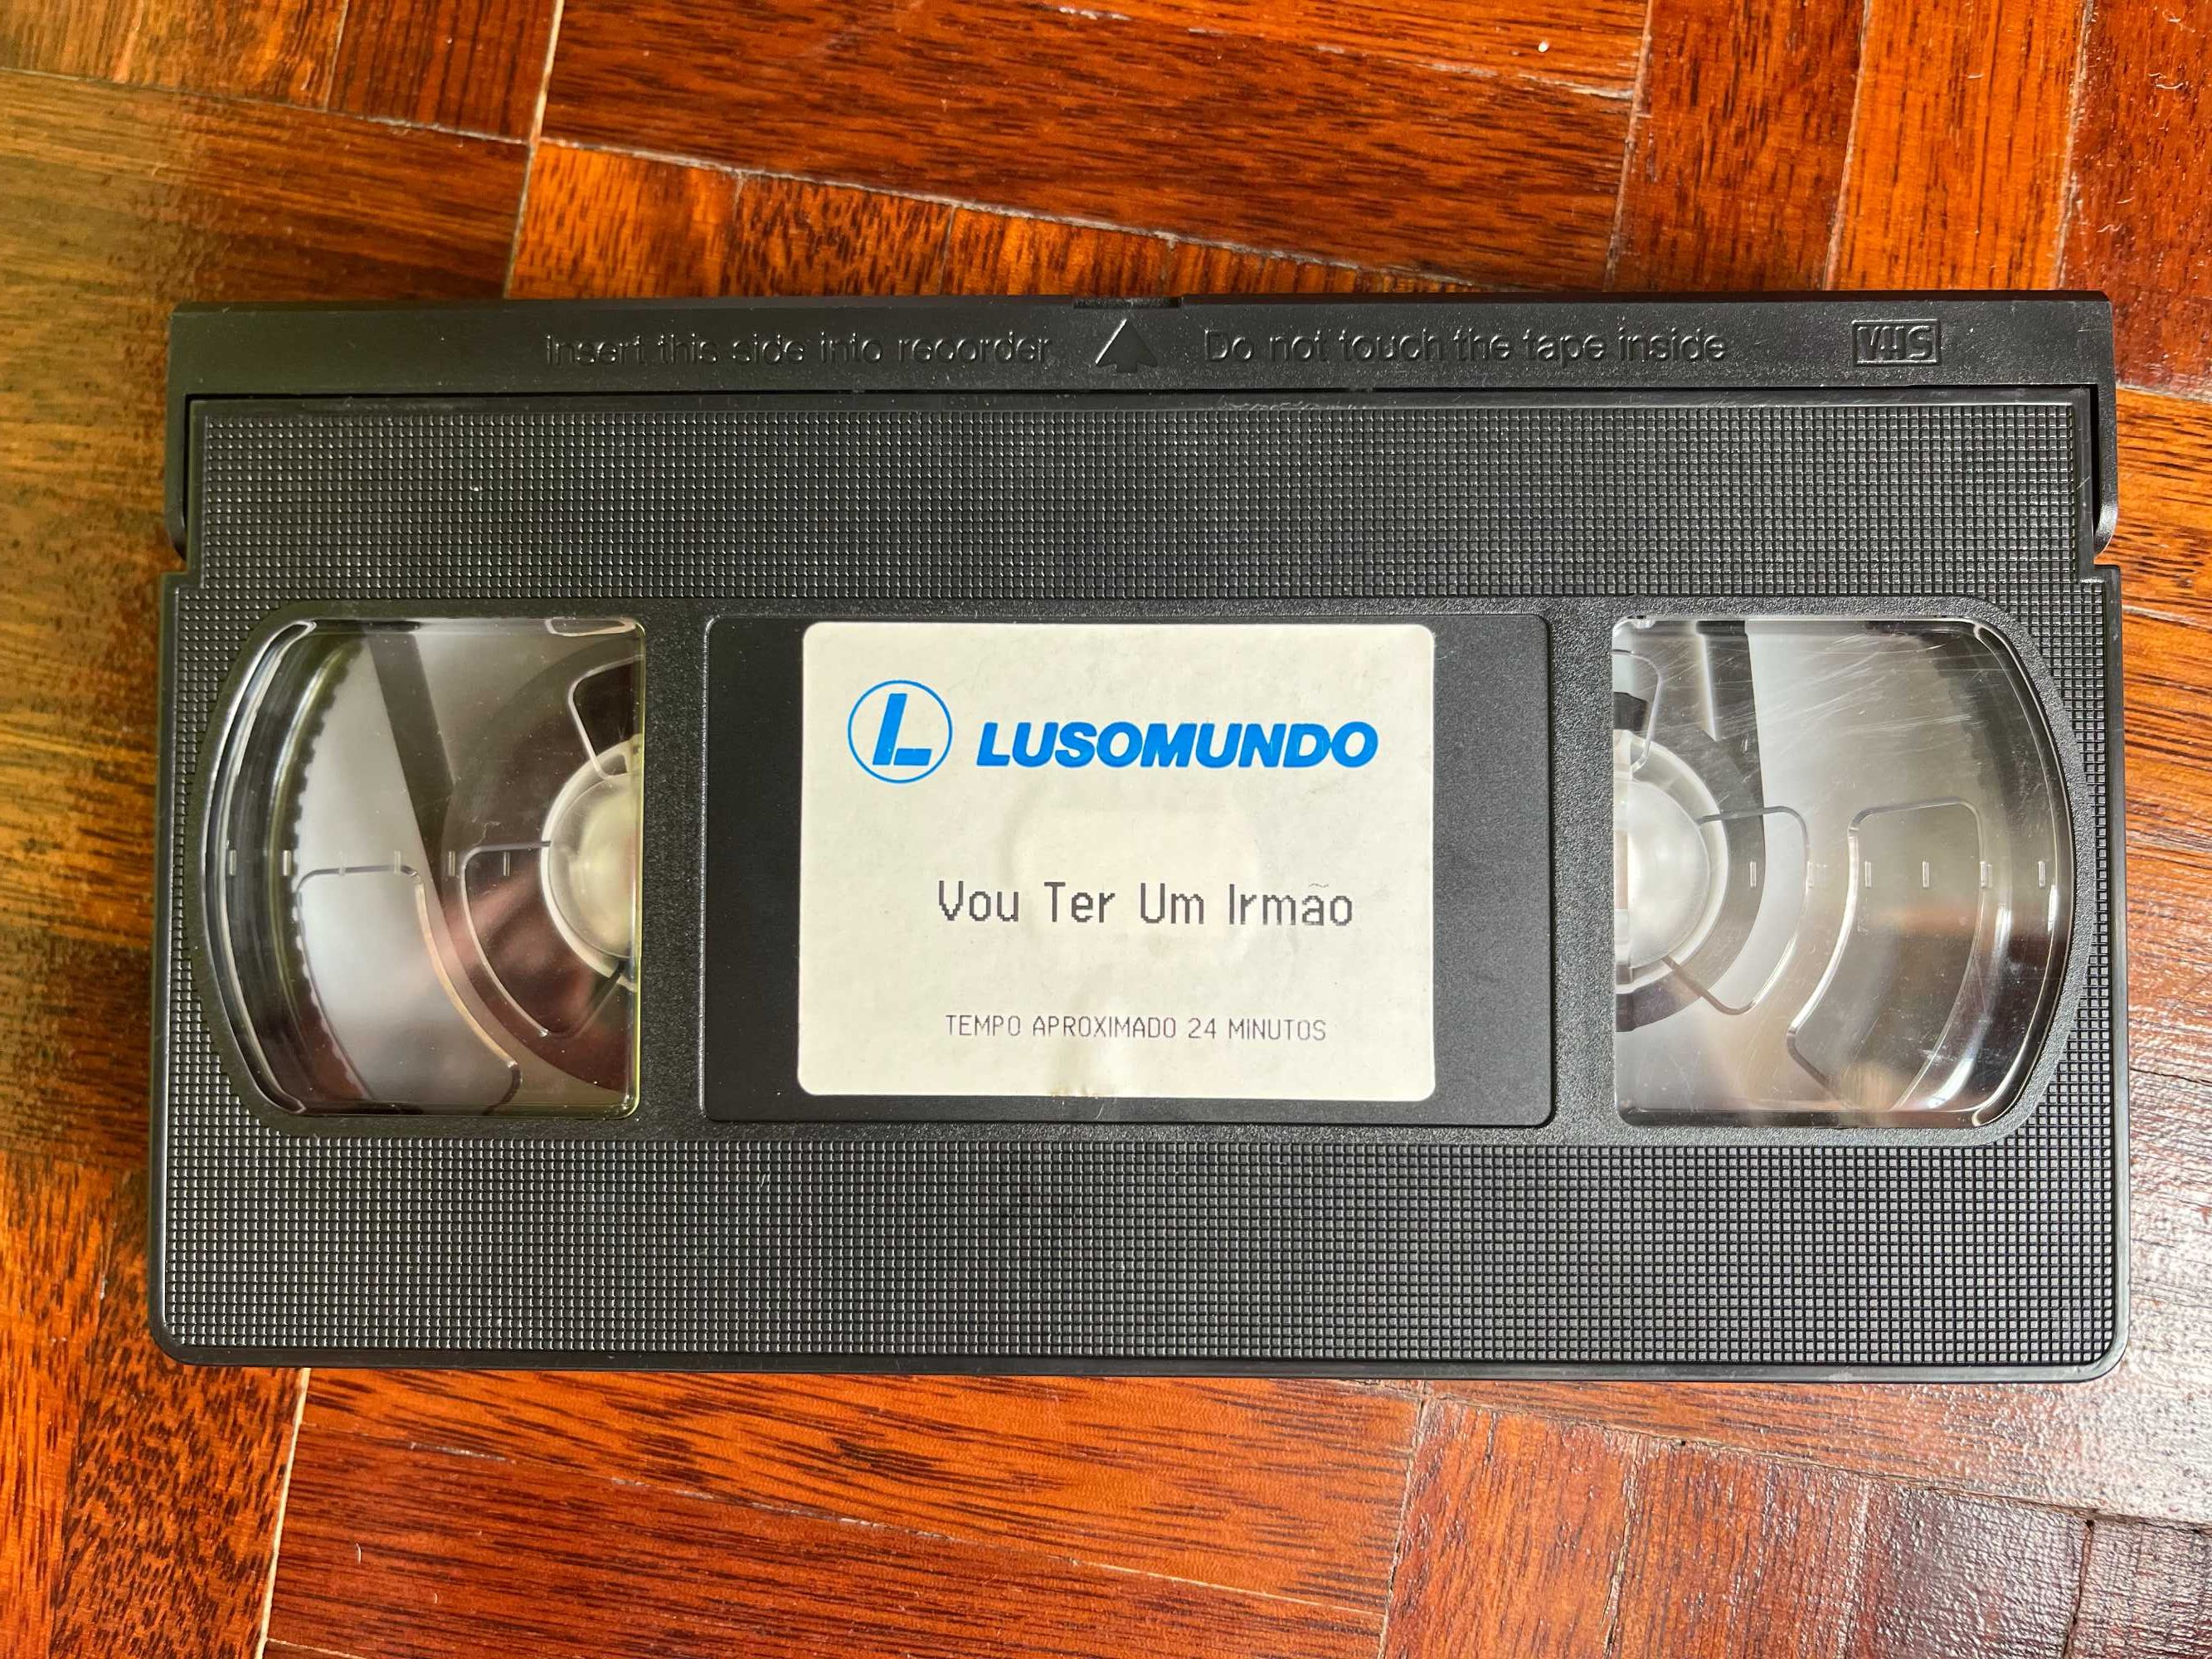 Insert this side into recorder Do not touch the tape inside VHS
L LUSOMUNDO
Vou Ter Um Irmão
TEMPO APROXIMADO 24 MINUTOS